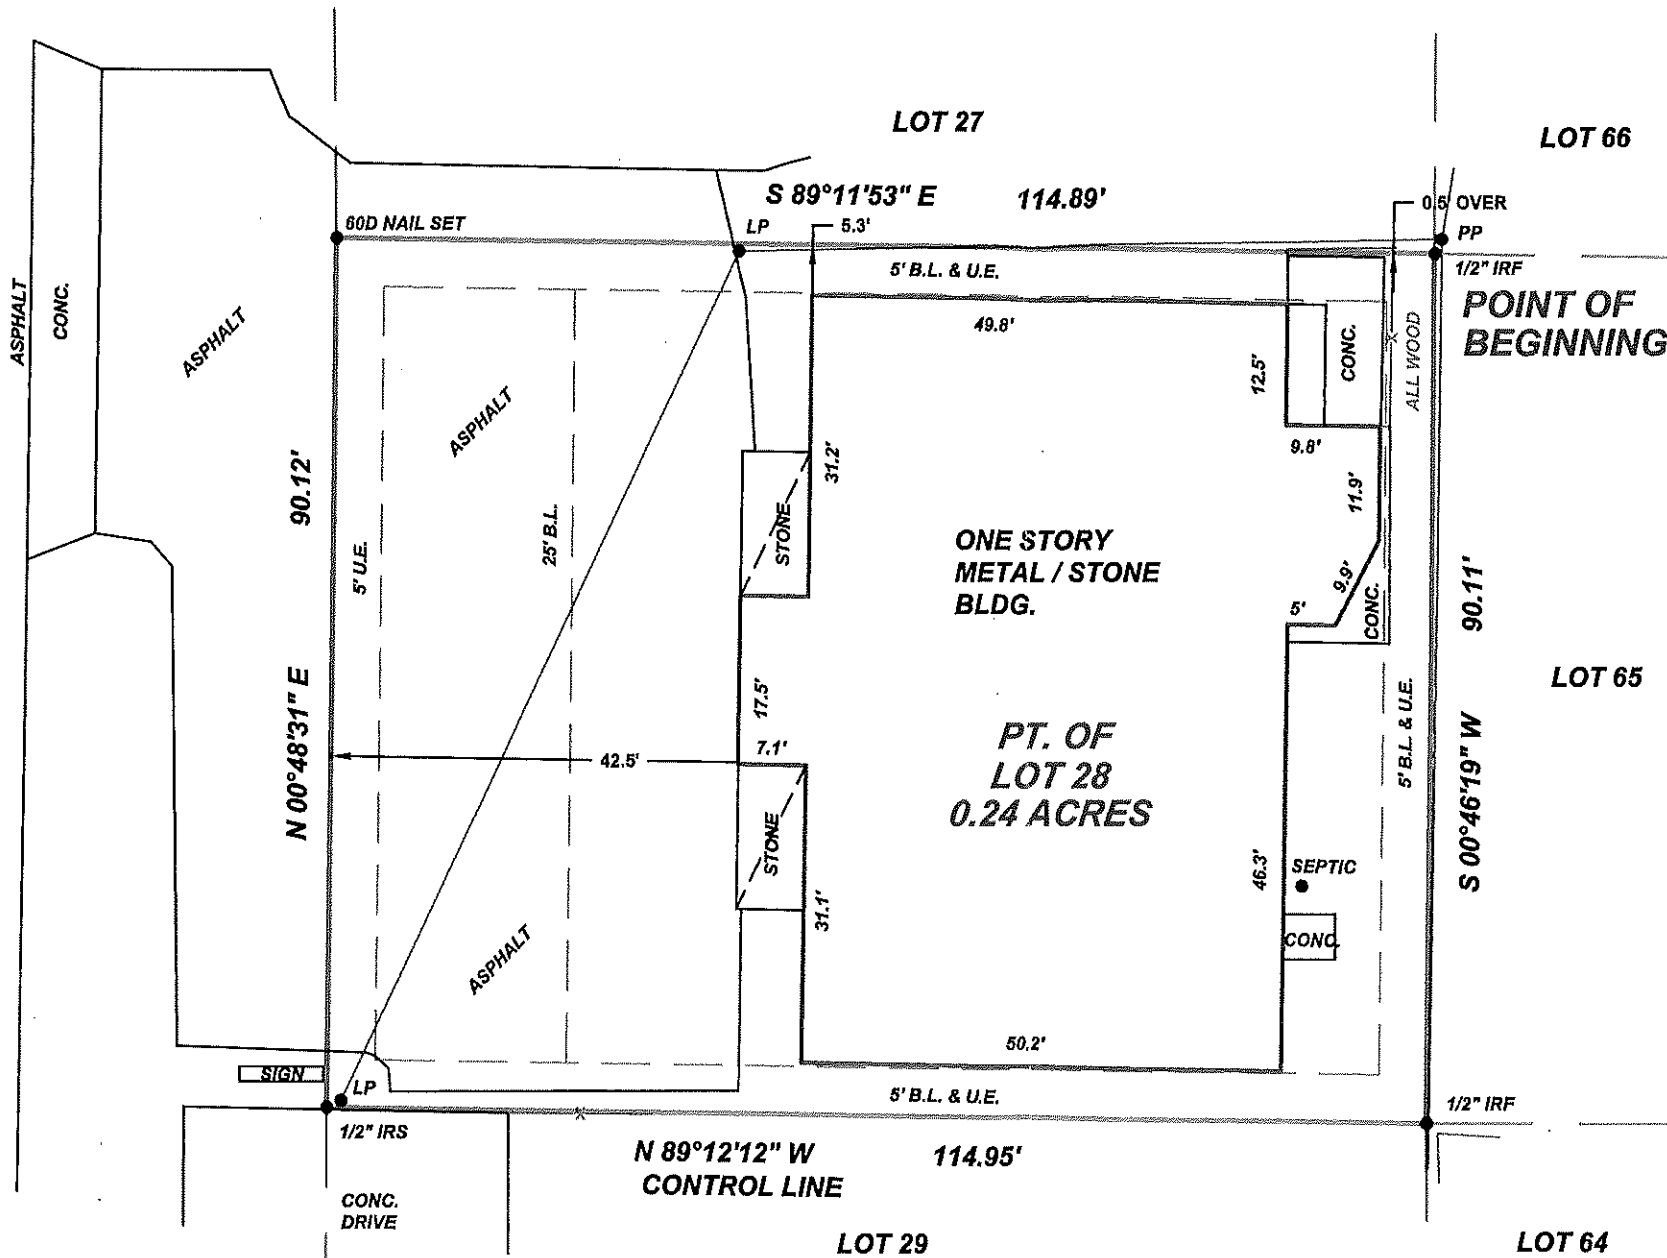 LOT 27
LOT 66
S 89°11'53" E 114.89'
0.5' OVER
60D NAIL SET
LP
5.3'
PP
5' B.L. & U.E.
1/2" IRF
ASPHALT
CONC.
ASPHALT
POINT OF
BEGINNING
49.8'
12.5'
CONC.
ALL WOOD
ASPHALT
9.8'
90.12'
31.2'
11.9'
STONE
25' B.L.
5' U.E.
ONE STORY
METAL / STONE
BLDG.
9.9'
5'
CONC.
90.11'
LOT 65
N 00°48'31" E
17.5'
7.1'
42.5'
PT. OF
LOT 28
0.24 ACRES
5' B.L. & U.E.
S 00°46'19" W
STONE
46.3'
SEPTIC
31.1'
CONC.
ASPHALT
50.2'
SIGN
LP
5' B.L. & U.E.
1/2" IRF
1/2" IRS
N 89°12'12" W 114.95'
CONTROL LINE
CONC.
DRIVE
LOT 29
LOT 64